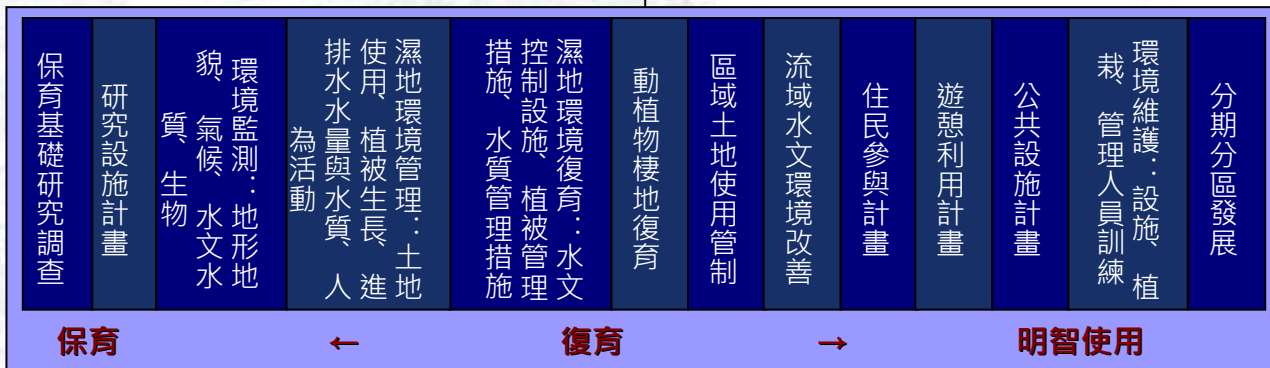 保育基礎研究調查
研究設施計畫
環境監測：地形地
貌、氣候、水文水
質、生物
濕地環境管理：土地
使用、植被生長、進
排水水量與水質、人
為活動
濕地環境復育：水文
控制設施、植被管理
措施、水質管理措施
動植物棲地復育
區域土地使用管制
流域水文環境改善
住民參與計畫
遊憩利用計畫
公共設施計畫
環境維護：設施、植
栽、管理人員訓練
分期分區發展
保育 ← 復育 → 明智使用